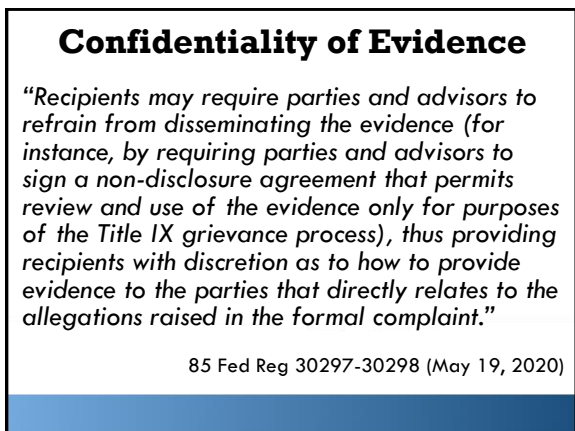 Confidentiality of Evidence
“Recipients may require parties and advisors to
refrain from disseminating the evidence (for
instance, by requiring parties and advisors to
sign a non-disclosure agreement that permits
review and use of the evidence only for purposes
of the Title IX grievance process), thus providing
recipients with discretion as to how to provide
evidence to the parties that directly relates to the
allegations raised in the formal complaint.”
85 Fed Reg 30297-30298 (May 19, 2020)